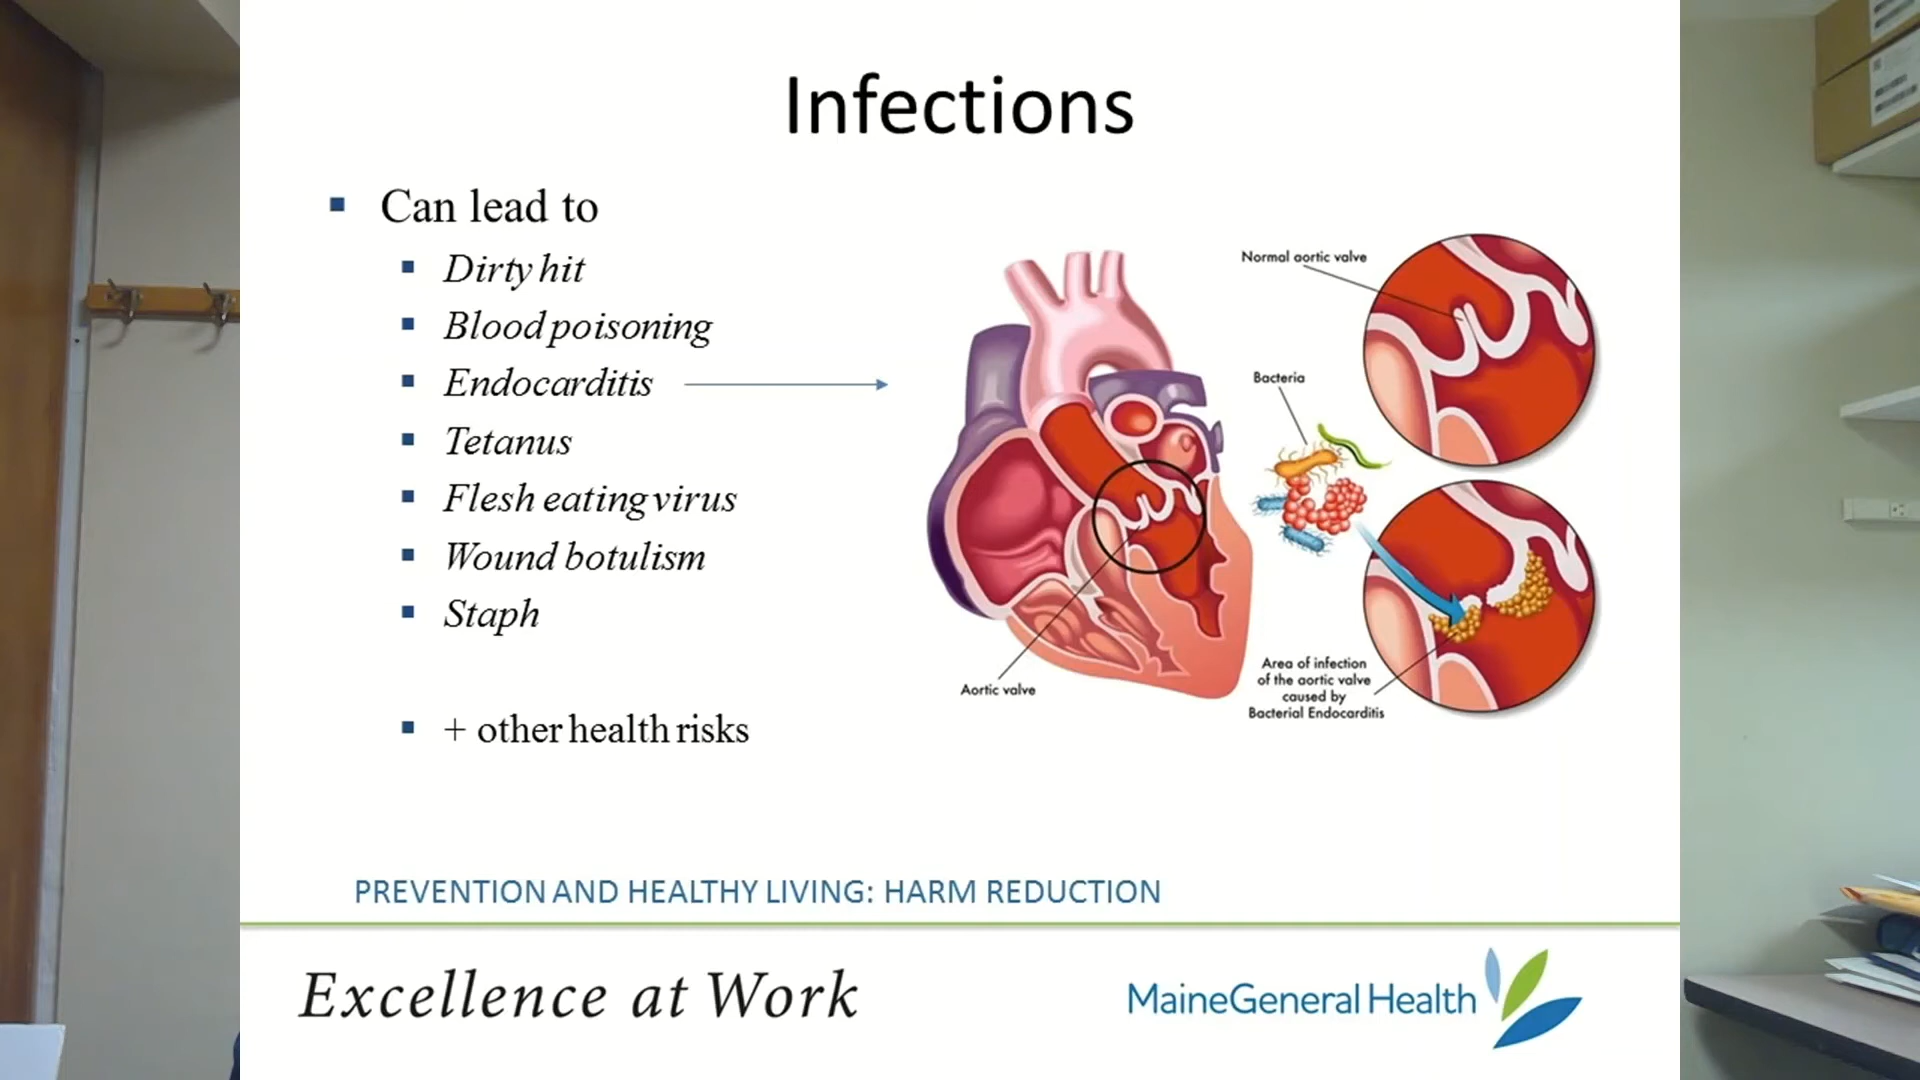 Infections
Can lead to
Dirty hit
Blood poisoning
Endocarditis
Tetanus
Flesh eating virus
Wound botulism
Staph
+ other health risks
Normal aortic valve
Bacteria
Aortic valve
Area of infection
of the aortic valve
caused by
Bacterial Endocarditis
PREVENTION AND HEALTHY LIVING: HARM REDUCTION
Excellence at Work
MaineGeneral Health